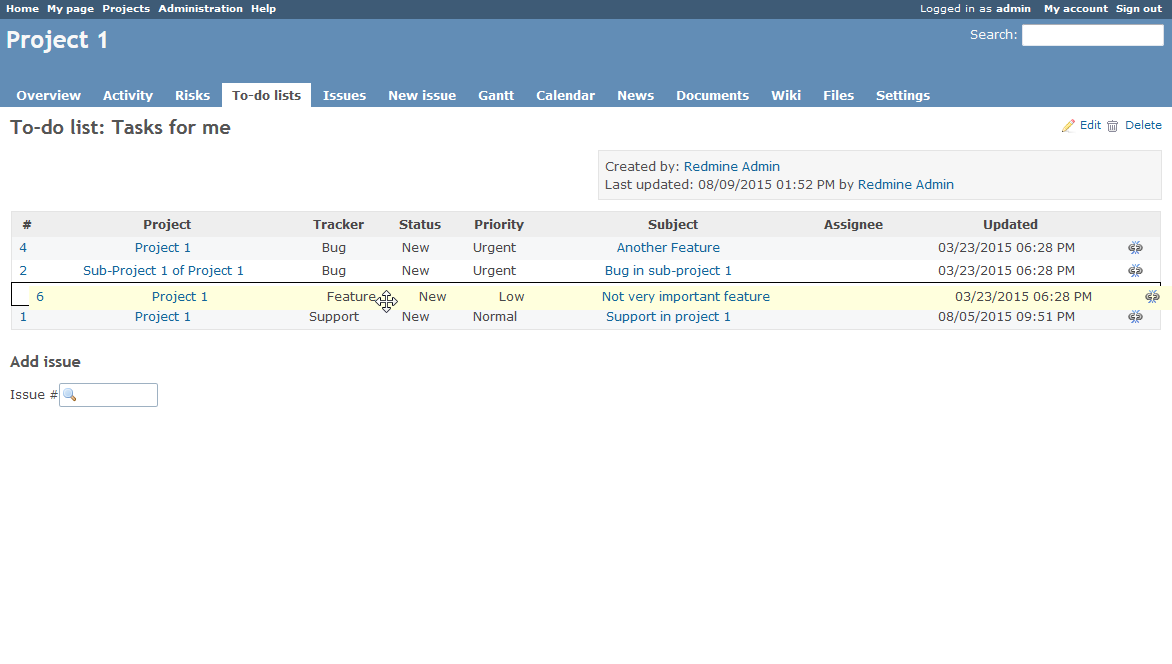 Home My page Projects Administration Help Logged in as admin My account Sign out
Project 1 Search:
Overview Activity Risks To-do lists Issues New issue Gantt Calendar News Documents Wiki Files Settings
To-do list: Tasks for me Edit Delete
Created by: Redmine Admin
Last updated: 08/09/2015 01:52 PM by Redmine Admin
# Project Tracker Status Priority Subject Assignee Updated
4 Project 1 Bug New Urgent Another Feature 03/23/2015 06:28 PM
2 Sub-Project 1 of Project 1 Bug New Urgent Bug in sub-project 1 03/23/2015 06:28 PM
6 Project 1 Feature New Low Not very important feature 03/23/2015 06:28 PM
1 Project 1 Support New Normal Support in project 1 08/05/2015 09:51 PM
Add issue
Issue #